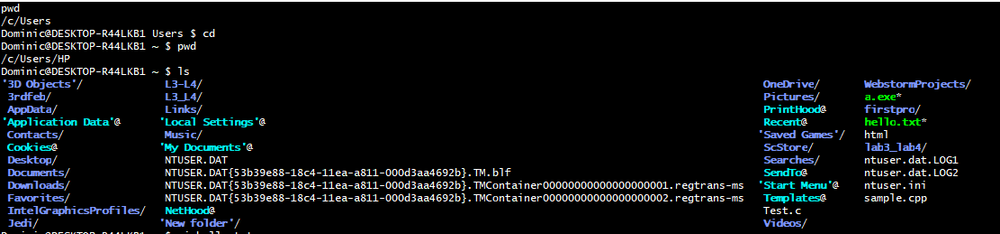 pwd
/c/Users
Dominic@DESKTOP-R44LKB1 Users $ cd
Dominic@DESKTOP-R44LKB1 ~ $ pwd
/c/Users/HP
Dominic@DESKTOP-R44LKB1 ~ $ ls
'3D Objects'/ L3-L4/ OneDrive/ WebstormProjects/
3rdfeb/ L3_L4/ Pictures/ a.exe*
AppData/ Links/ PrintHood@ firstpro/
'Application Data'@ 'Local Settings'@ Recent@ hello.txt*
Contacts/ Music/ 'Saved Games'/ html
Cookies@ 'My Documents'@ ScStore/ lab3_lab4/
Desktop/ NTUSER.DAT Searches/ ntuser.dat.LOG1
Documents/ NTUSER.DAT{53b39e88-18c4-11ea-a811-000d3aa4692b}.TM.blf SendTo@ ntuser.dat.LOG2
Downloads/ NTUSER.DAT{53b39e88-18c4-11ea-a811-000d3aa4692b}.TMContainer00000000000000000001.regtrans-ms 'Start Menu'@ ntuser.ini
Favorites/ NTUSER.DAT{53b39e88-18c4-11ea-a811-000d3aa4692b}.TMContainer00000000000000000002.regtrans-ms Templates@ sample.cpp
IntelGraphicsProfiles/ NetHood@ Test.c
Jedi/ 'New folder'/ Videos/